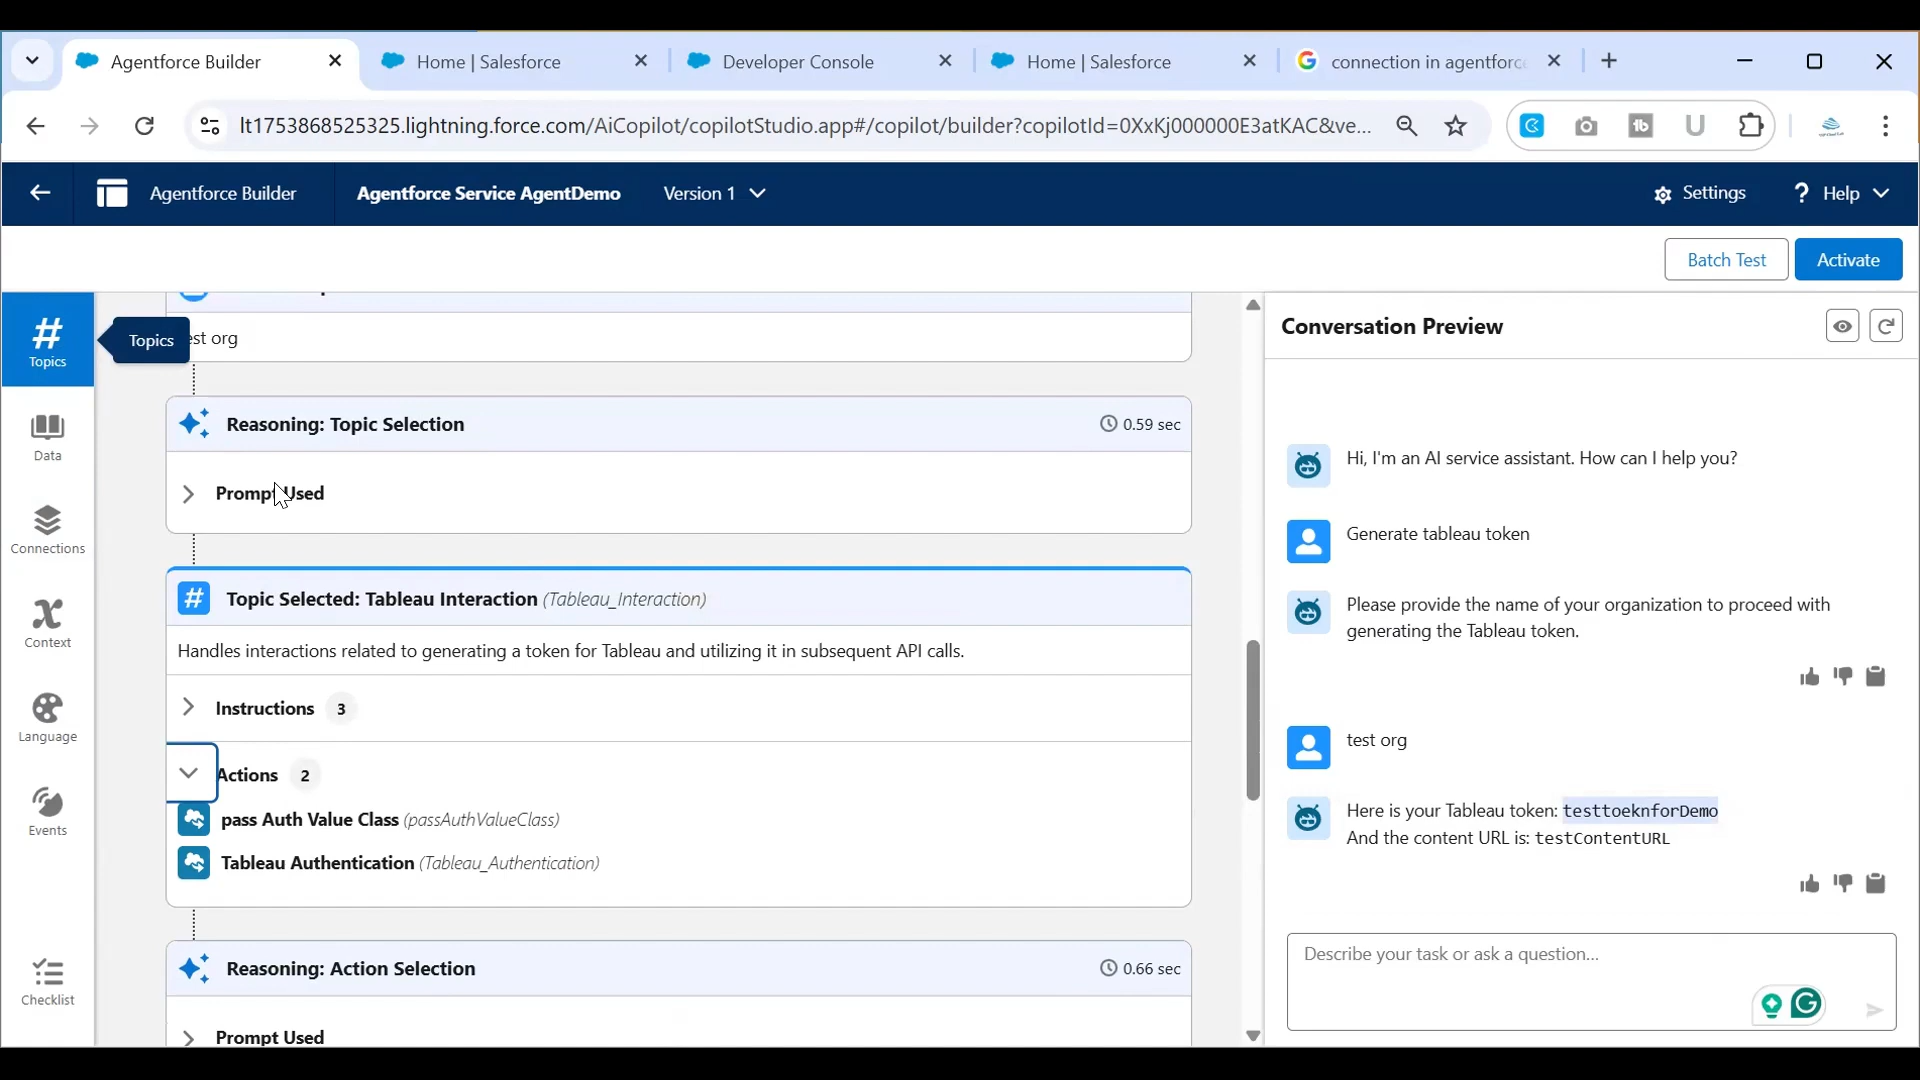 Agentforce Builder
Home | Salesforce
Developer Console
Home | Salesforce
connection in agentforc
lt1753868525325.lightning.force.com/AiCopilot/copilotStudio.app#/copilot/builder?copilotId=0XxKj000000E3atKAC&ve...
Agentforce Builder
Agentforce Service AgentDemo
Version 1
Settings
? Help
Batch Test
Activate
Topics
Topics
Data
Connections
Context
Language
Events
Checklist
est org
Reasoning: Topic Selection
0.59 sec
Prompt Used
Topic Selected: Tableau Interaction (Tableau_Interaction)
Handles interactions related to generating a token for Tableau and utilizing it in subsequent API calls.
Instructions 3
Actions 2
pass Auth Value Class (passAuthValueClass)
Tableau Authentication (Tableau_Authentication)
Reasoning: Action Selection
0.66 sec
Prompt Used
Conversation Preview
Hi, I'm an AI service assistant. How can I help you?
Generate tableau token
Please provide the name of your organization to proceed with
generating the Tableau token.
test org
Here is your Tableau token: testtoeknforDemo
And the content URL is: testContentURL
Describe your task or ask a question...